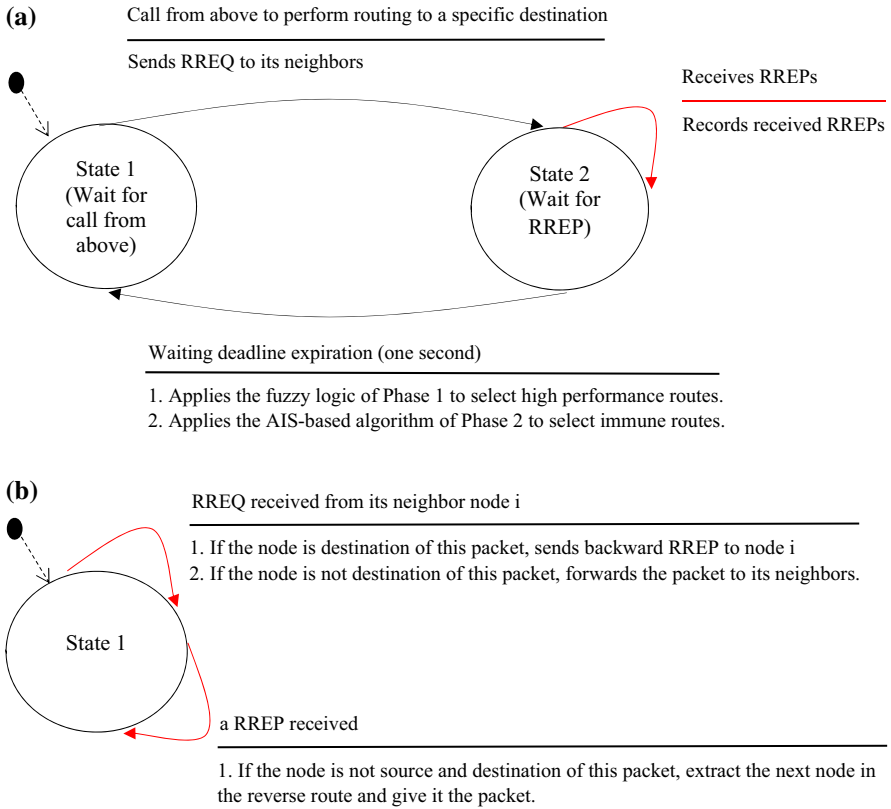 (a)
Call from above to perform routing to a specific destination
Sends RREQ to its neighbors
Receives RREPs
Records received RREPs
State 1
(Wait for
call from
above)
State 2
(Wait for
RREP)
Waiting deadline expiration (one second)
1. Applies the fuzzy logic of Phase 1 to select high performance routes.
2. Applies the AIS-based algorithm of Phase 2 to select immune routes.
(b)
RREQ received from its neighbor node i
1. If the node is destination of this packet, sends backward RREP to node i
2. If the node is not destination of this packet, forwards the packet to its neighbors.
State 1
a RREP received
1. If the node is not source and destination of this packet, extract the next node in
the reverse route and give it the packet.